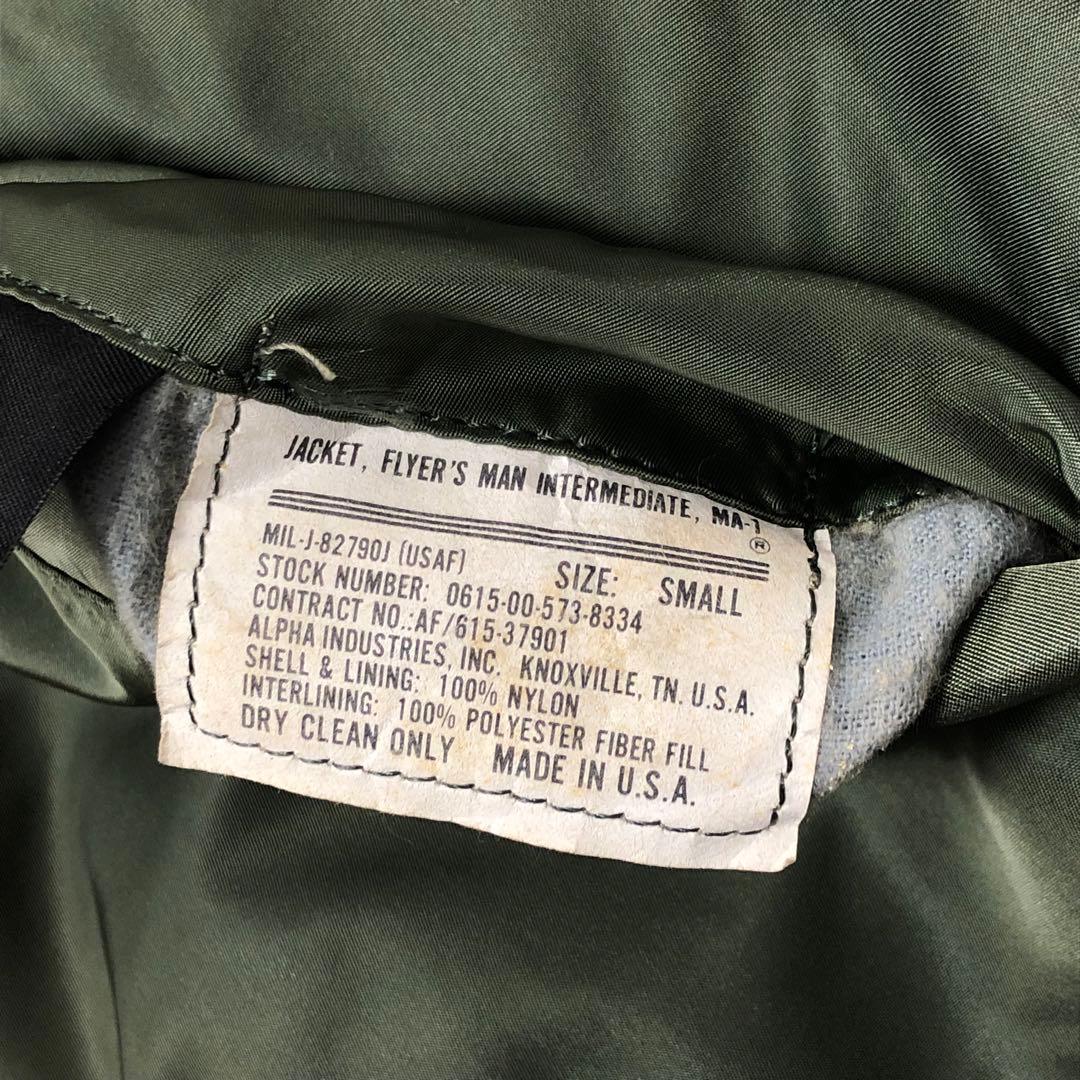 JACKET, FLYER'S MAN INTERMEDIATE, MA-1
®
MIL-J-82790J (USAF) SIZE: SMALL
STOCK NUMBER: 0615-00-573-8334
CONTRACT NO.:AF/615-37901
ALPHA INDUSTRIES, INC. KNOXVILLE, TN. U.S.A.
SHELL & LINING: 100% NYLON
INTERLINING: 100% POLYESTER FIBER FILL
DRY CLEAN ONLY MADE IN U.S.A.